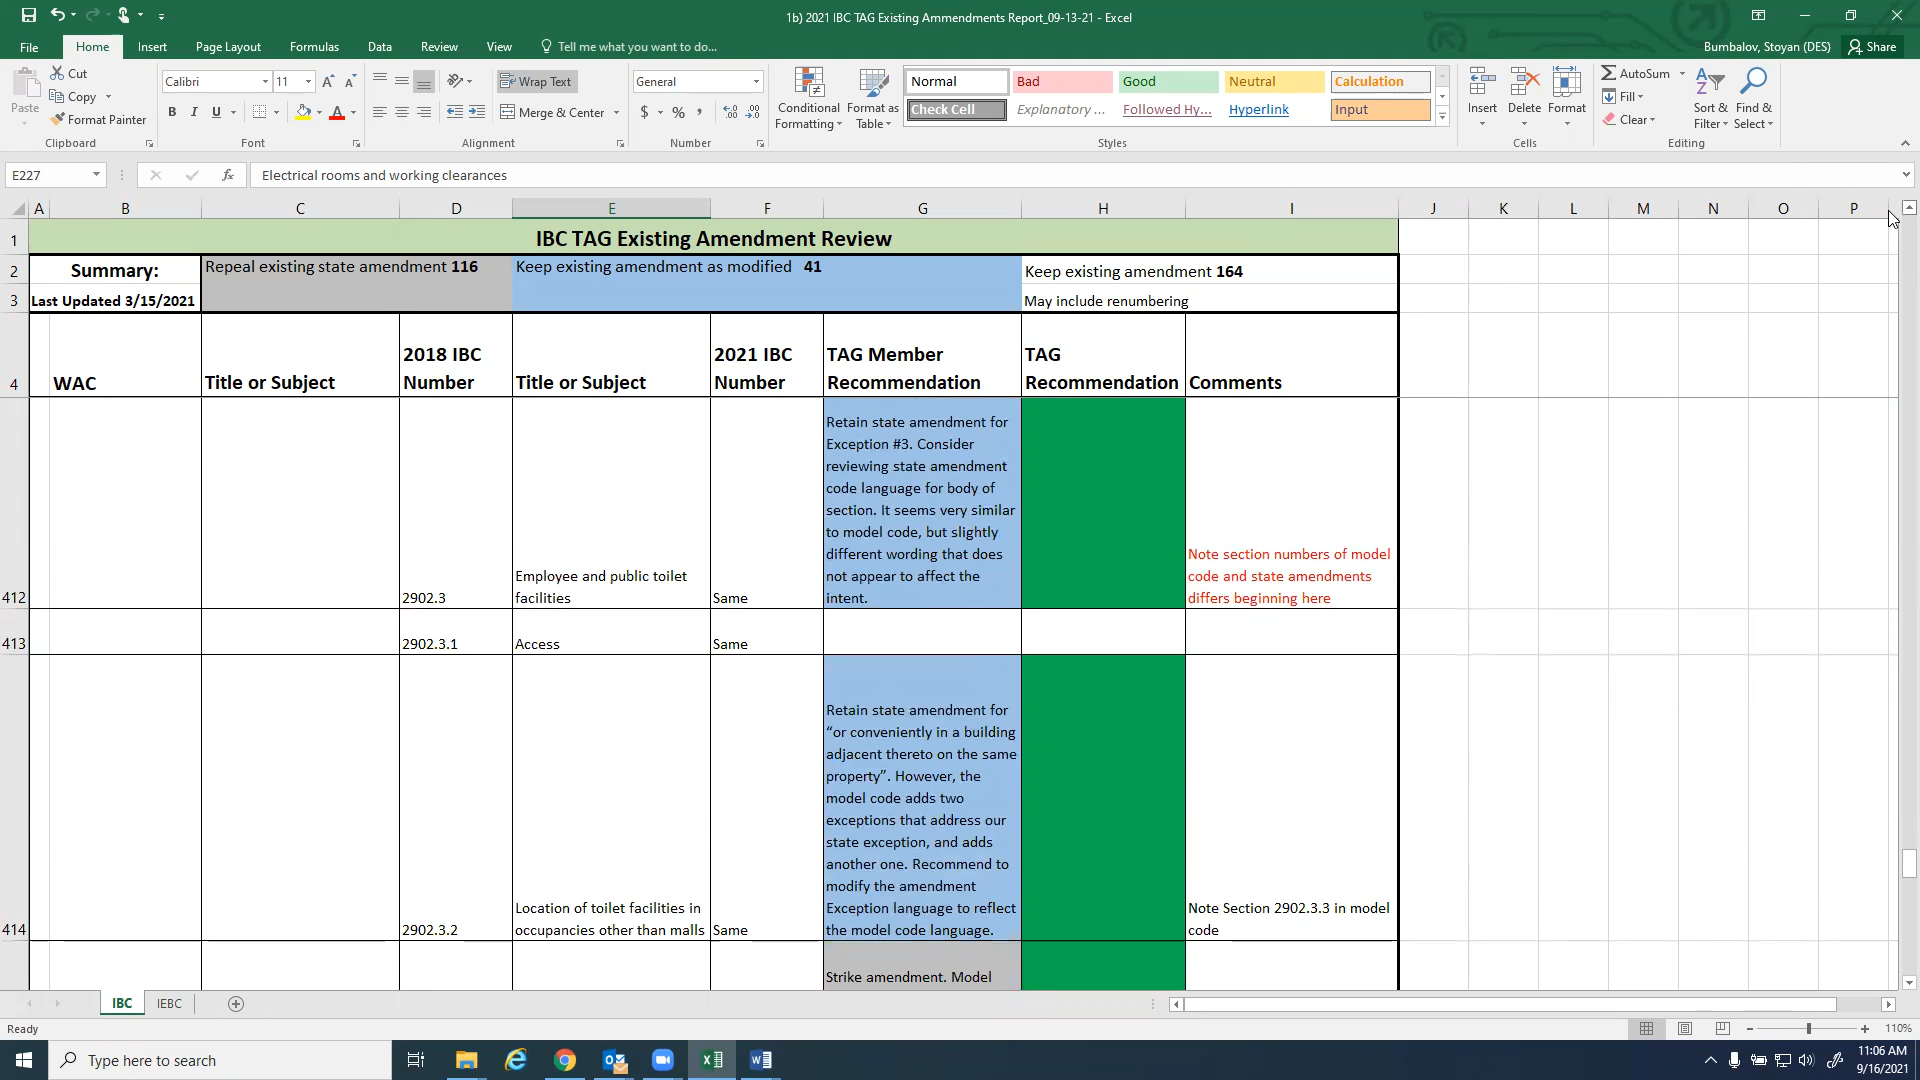 1b) 2021 IBC TAG Existing Ammendments Report_09-13-21 - Excel
File Home Insert Page Layout Formulas Data Review View Tell me what you want to do... Bumbalov, Stoyan (DES) Share
Paste Cut Copy Format Painter Clipboard
Calibri 11 A A B I U A Font
Wrap Text Merge & Center Alignment
General $ % , Number
Conditional Formatting Format as Table
Normal Bad Good Neutral Calculation
Check Cell Explanatory ... Followed Hy... Hyperlink Input
Styles
Insert Delete Format Cells
AutoSum Fill Clear Sort & Filter Find & Select Editing
E227 fx Electrical rooms and working clearances
A B C D E F G H I J K L M N O P
1 IBC TAG Existing Amendment Review
2 Summary: Repeal existing state amendment 116 Keep existing amendment as modified 41 Keep existing amendment 164
3 Last Updated 3/15/2021 May include renumbering
4 WAC Title or Subject 2018 IBC Number Title or Subject 2021 IBC Number TAG Member Recommendation TAG Recommendation Comments
412
2902.3
Employee and public toilet
facilities
Same
Retain state amendment for
Exception #3. Consider
reviewing state amendment
code language for body of
section. It seems very similar
to model code, but slightly
different wording that does
not appear to affect the
intent.
Note section numbers of model
code and state amendments
differs beginning here
413 2902.3.1 Access Same
414
2902.3.2
Location of toilet facilities in
occupancies other than malls
Same
Retain state amendment for
“or conveniently in a building
adjacent thereto on the same
property”. However, the
model code adds two
exceptions that address our
state exception, and adds
another one. Recommend to
modify the amendment
Exception language to reflect
the model code language.
Note Section 2902.3.3 in model
code
Strike amendment. Model
IBC IEBC
Ready 110%
Type here to search
11:06 AM
9/16/2021